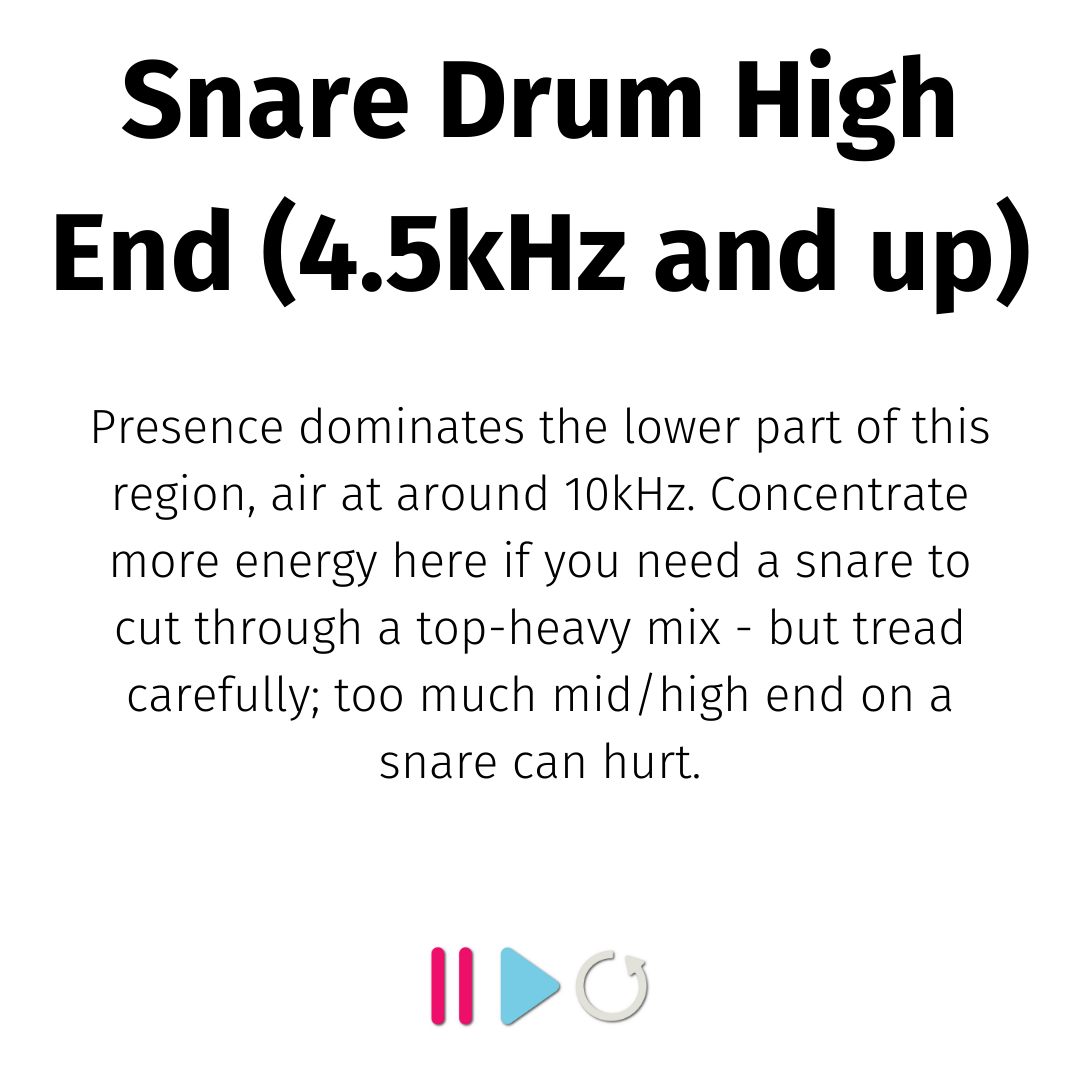 Snare Drum High
End (4.5kHz and up)
Presence dominates the lower part of this
region, air at around 10kHz. Concentrate
more energy here if you need a snare to
cut through a top-heavy mix - but tread
carefully; too much mid/high end on a
snare can hurt.